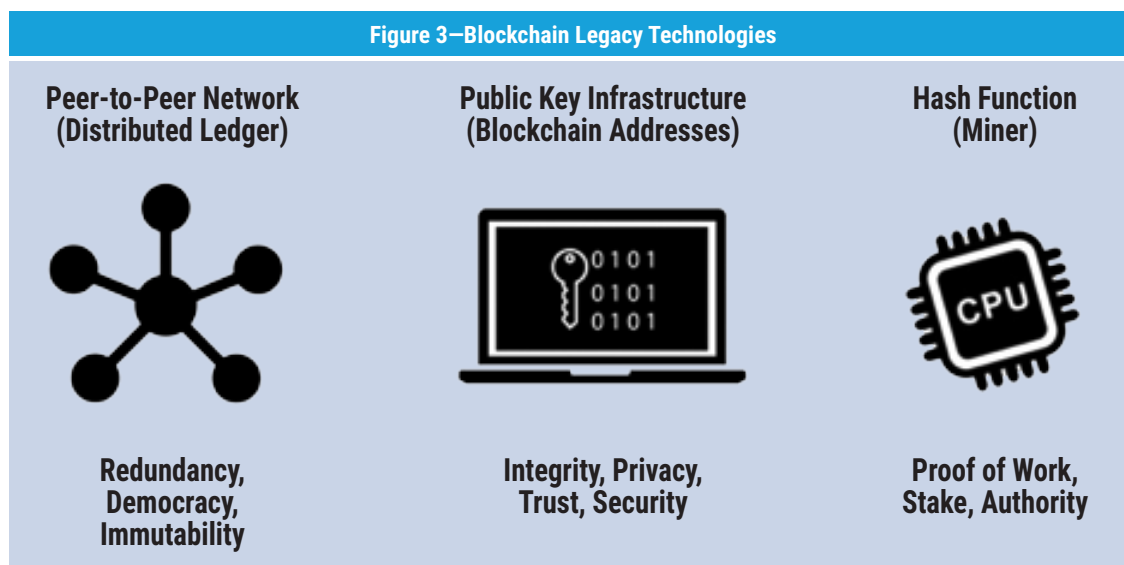 Figure 3—Blockchain Legacy Technologies
Peer-to-Peer Network
(Distributed Ledger)
Public Key Infrastructure
(Blockchain Addresses)
Hash Function
(Miner)
0101
0101
0101
CPU
Redundancy,
Democracy,
Immutability
Integrity, Privacy,
Trust, Security
Proof of Work,
Stake, Authority